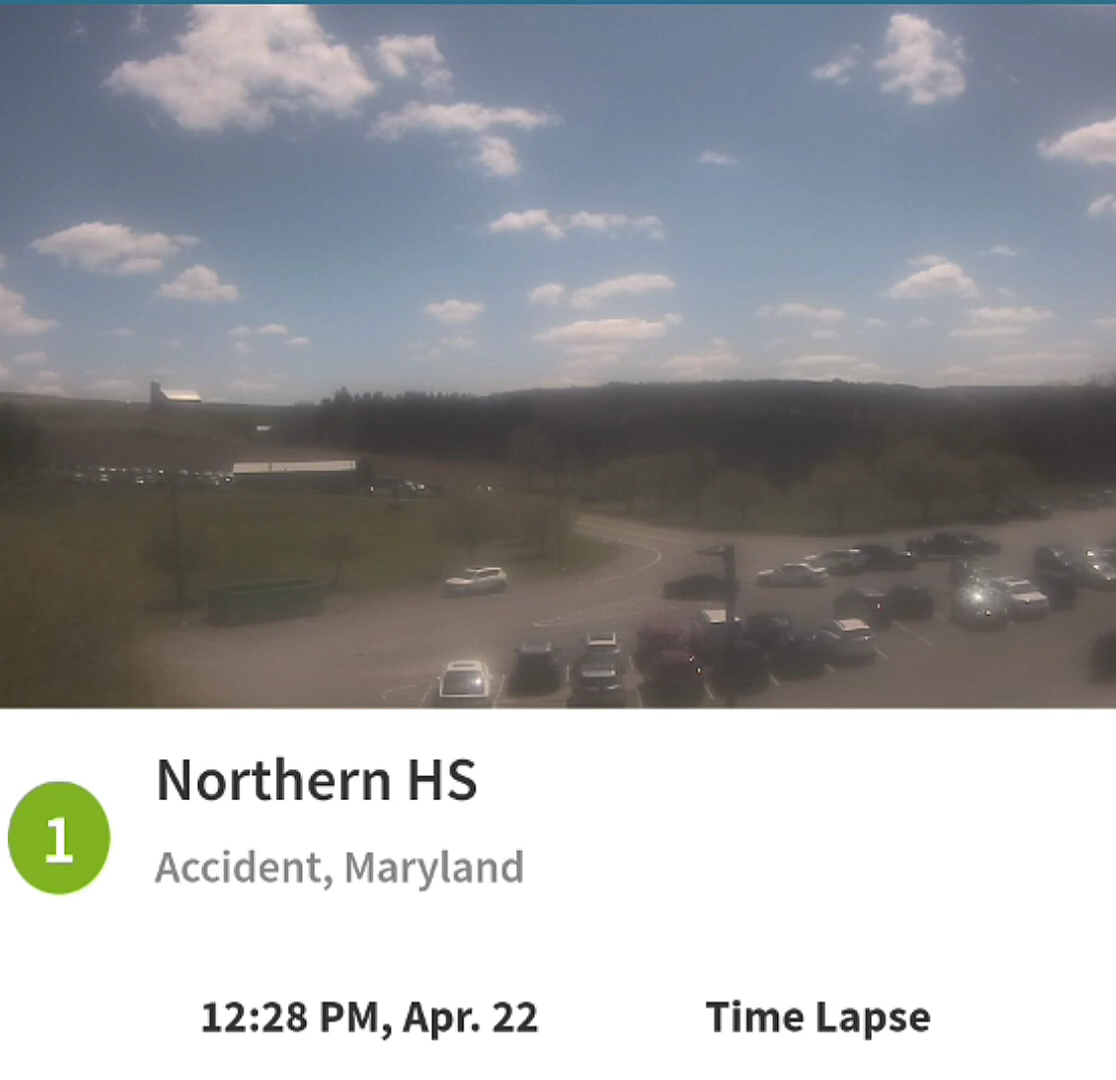 Northern HS
1
Accident, Maryland
12:28 PM, Apr. 22
Time Lapse